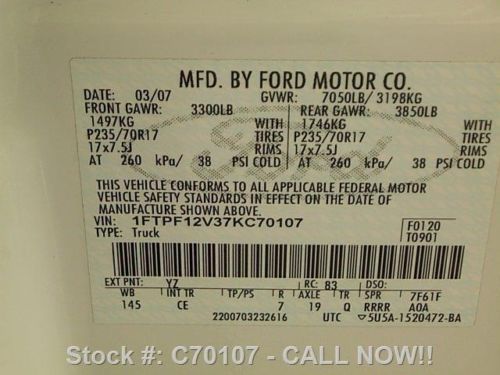 MFD. BY FORD MOTOR CO.
DATE: 03/07 GVWR: 7050LB/ 3198KG
FRONT GAWR: 3300LB REAR GAWR: 3850LB
1497KG WITH 1746KG WITH
P235/70R17 TIRES P235/70R17 TIRES
17x7.5J RIMS 17x7.5J RIMS
AT 260 kPa/ 38 PSI COLD AT 260 kPa/ 38 PSI COLD
Ford
THIS VEHICLE CONFORMS TO ALL APPLICABLE FEDERAL MOTOR
VEHICLE SAFETY STANDARDS IN EFFECT ON THE DATE OF
MANUFACTURE SHOWN ABOVE.
VIN: 1FTPF12V37KC70107 F0120
TYPE: Truck T0901
EXT PNT: YZ RC: 83 DSO:
WB INT TR TP/PS R AXLE TR SPR 7F61F
145 CE 7 19 Q RRRR AOA
2200703232616 UTC 5U5A-1520472-BA
Stock #: C70107 - CALL NOW!!